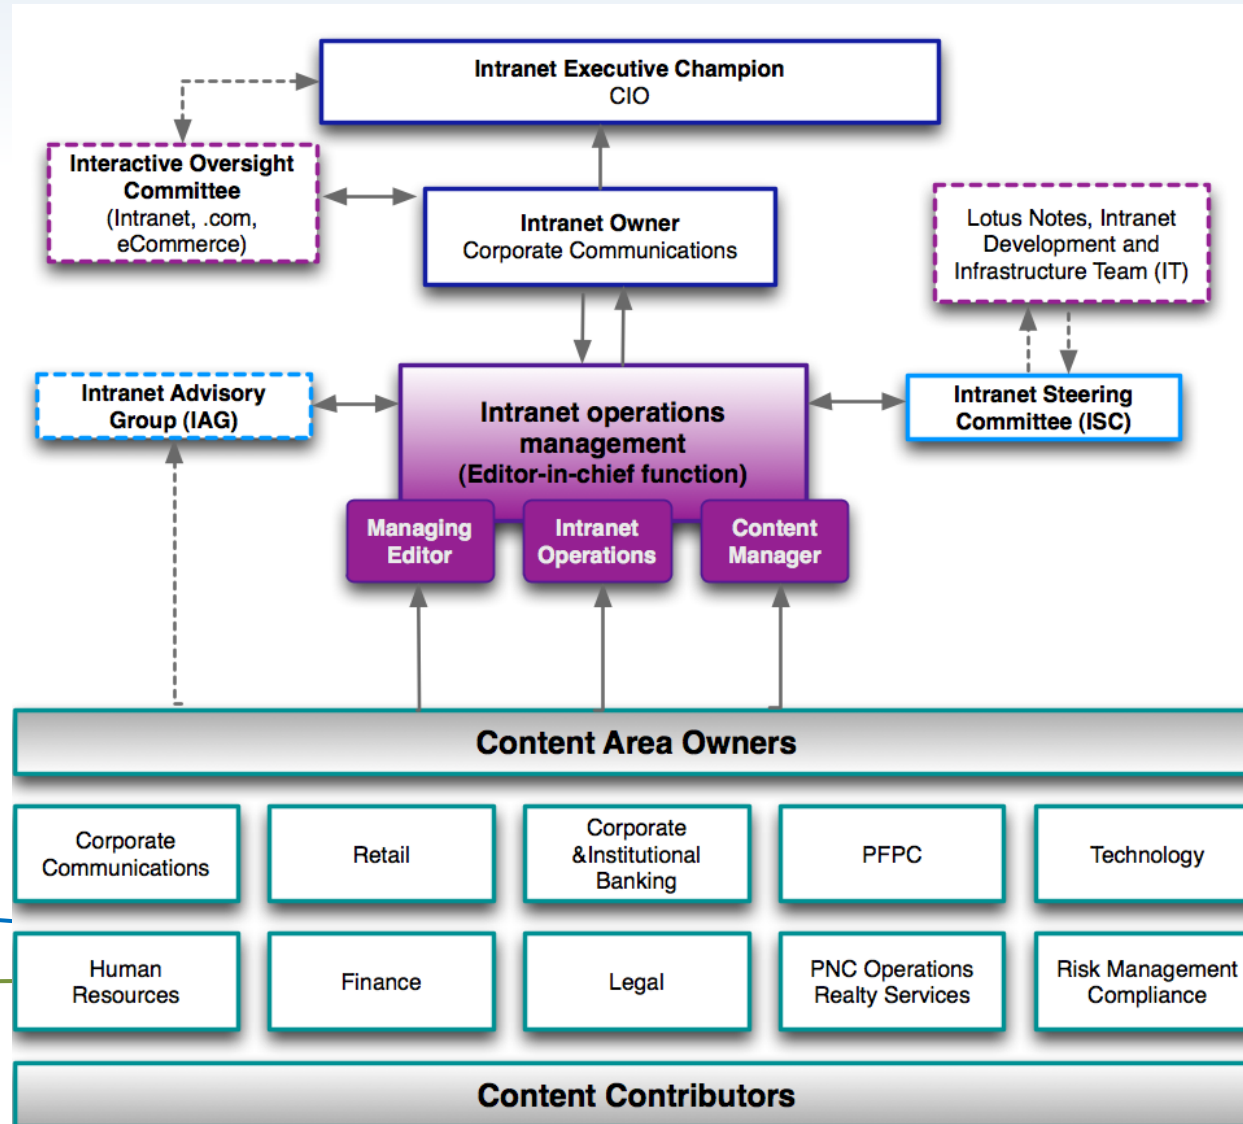 Intranet Executive Champion
CIO
Interactive Oversight
Committee
(Intranet, .com,
eCommerce)
Intranet Owner
Corporate Communications
Lotus Notes, Intranet
Development and
Infrastructure Team (IT)
Intranet Advisory
Group (IAG)
Intranet operations
management
(Editor-in-chief function)
Intranet Steering
Committee (ISC)
Managing
Editor
Intranet
Operations
Content
Manager
Content Area Owners
Corporate
Communications
Retail
Corporate
&Institutional
Banking
PFPC
Technology
Human
Resources
Finance
Legal
PNC Operations
Realty Services
Risk Management
Compliance
Content Contributors